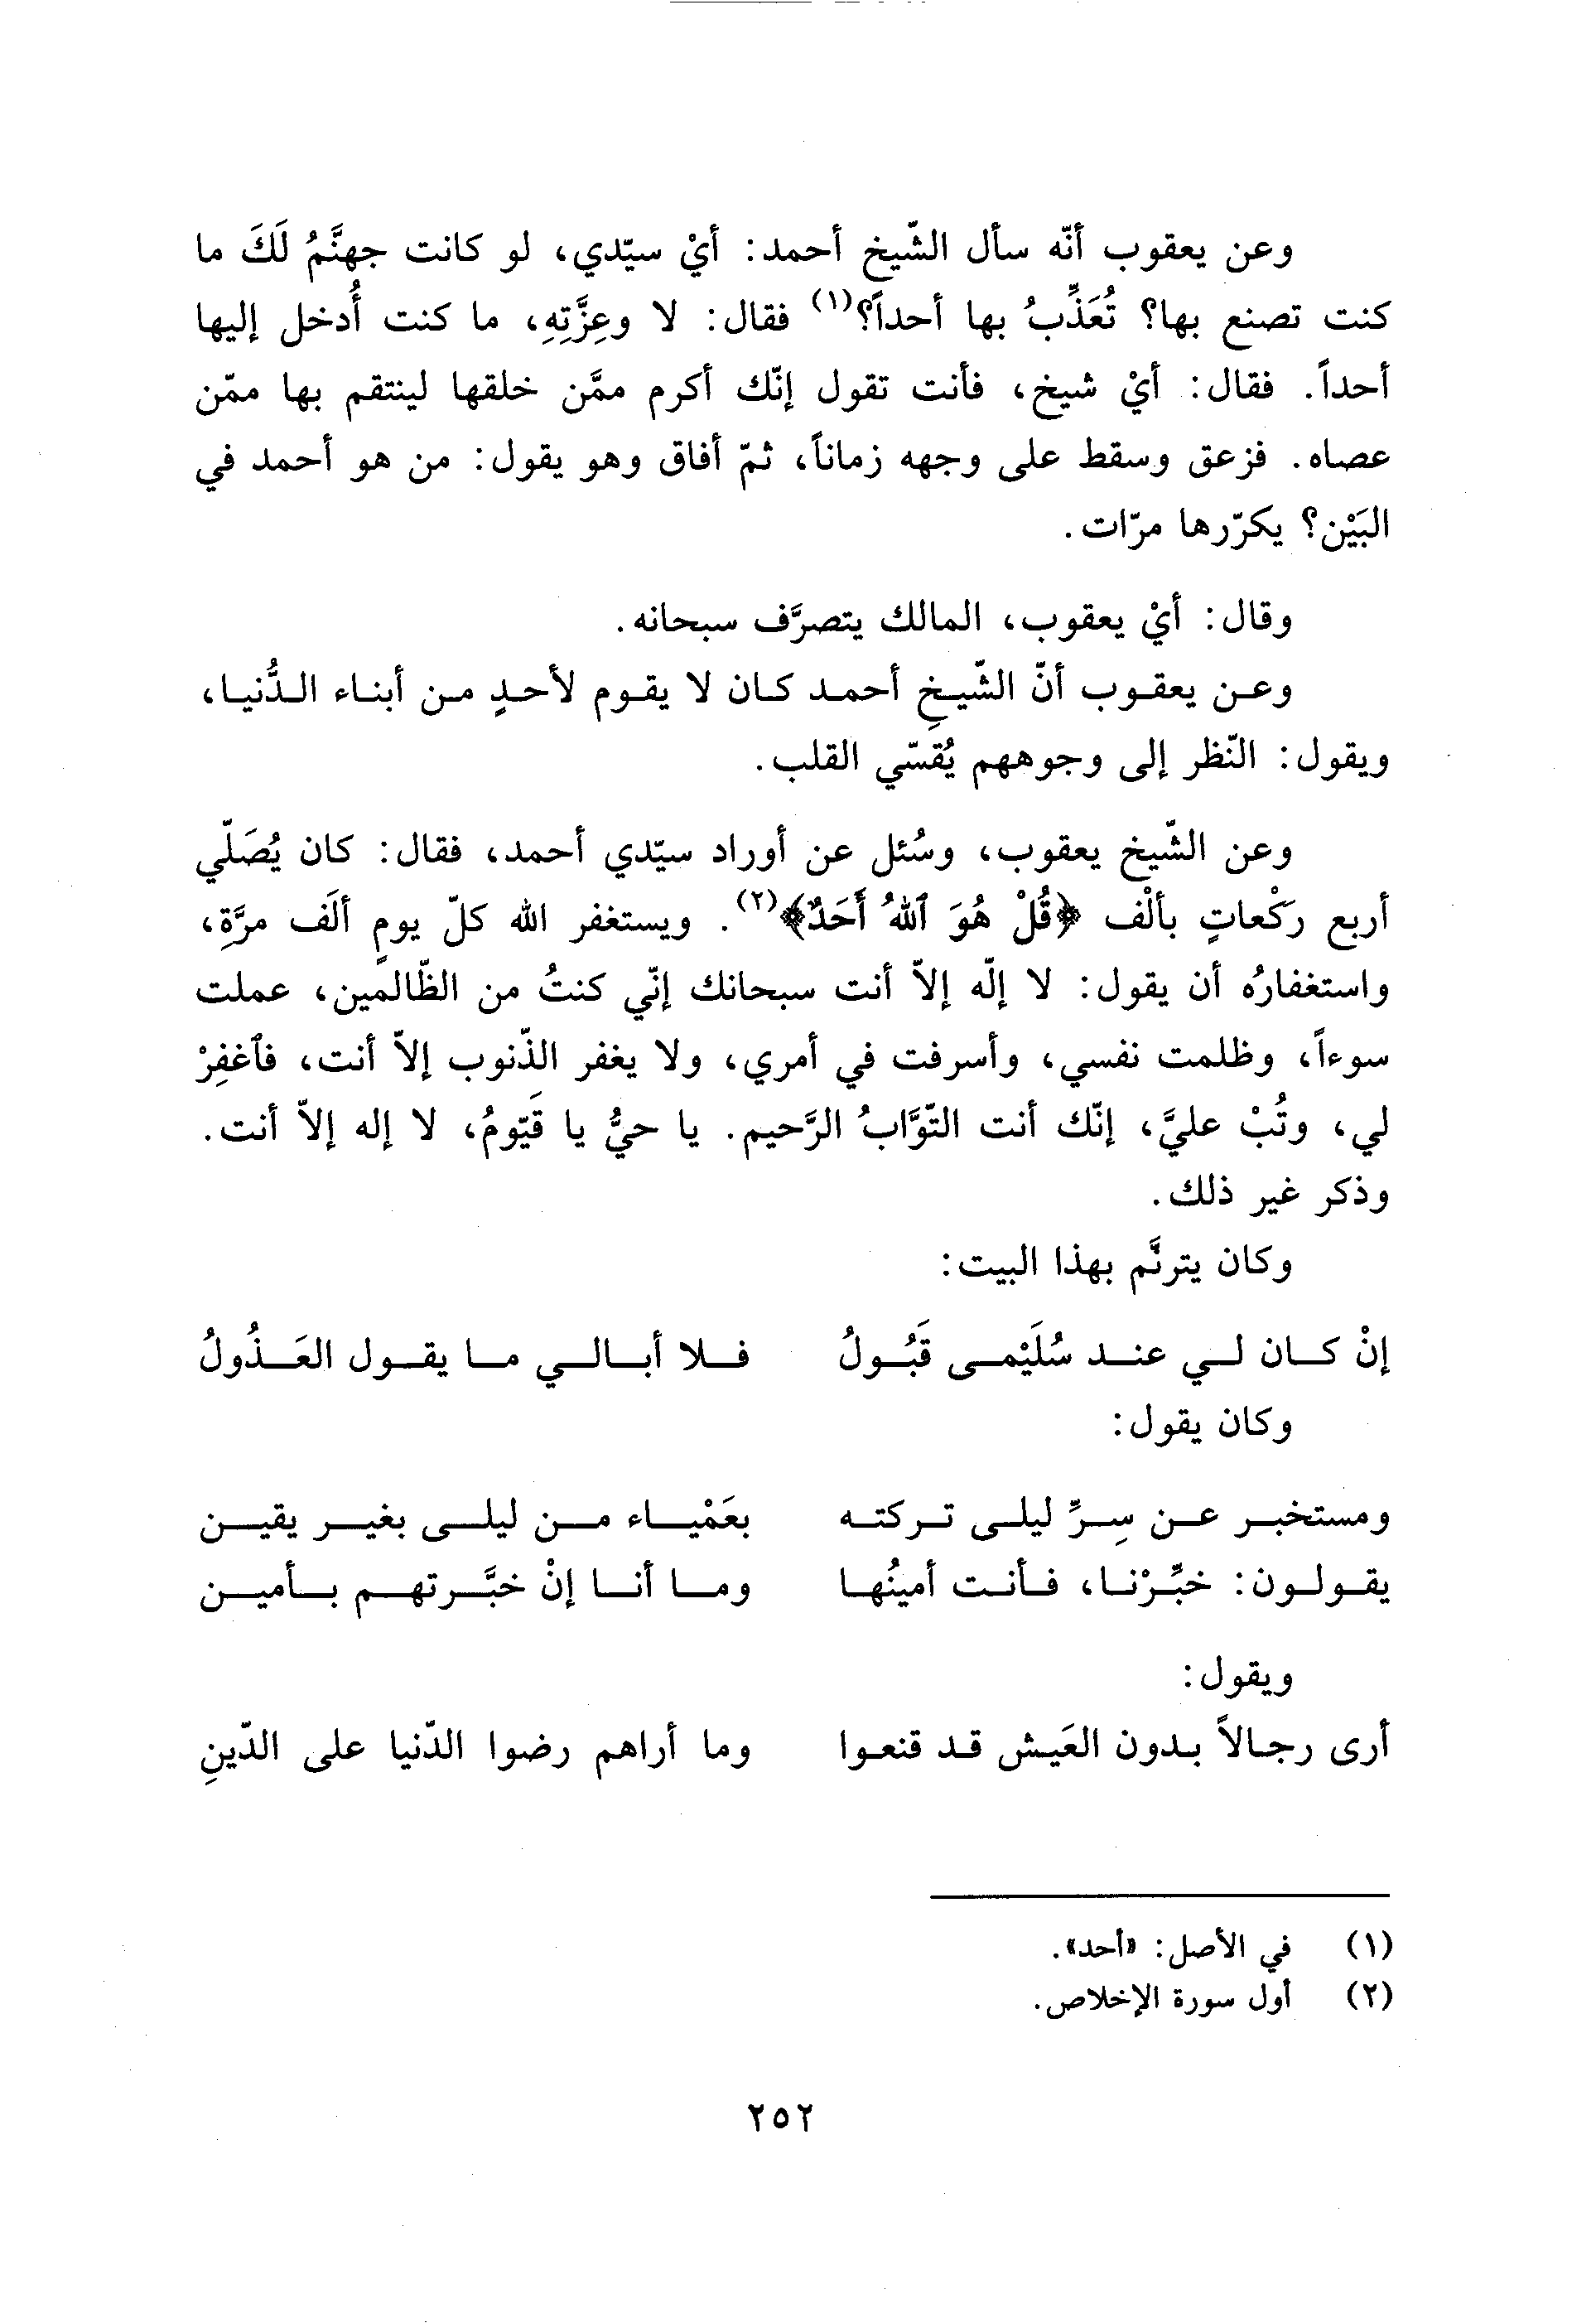 وعن يعقوب أنّه سأل الشّيخ أحمد: أيْ سيّدي، لو كانت جهنَّمُ لَكَ ما
كنت تصنع بها؟ تُعَذِّبُ بها أحداً؟(١) فقال: لا وعِزَّتِهِ، ما كنت أُدخل إليها
أحداً. فقال: أيْ شيخ، فأنت تقول إنّك أكرم ممَّن خلقها لينتقم بها ممّن
عصاه. فزعق وسقط على وجهه زماناً، ثمّ أفاق وهو يقول: من هو أحمد في
البَيْن؟ يكرّرها مرّات.
وقال: أيْ يعقوب، المالك يتصرَّف سبحانه.
وعن يعقوب أنّ الشّيخِ أحمد كان لا يقوم لأحدٍ من أبناء الدُّنيا،
ويقول: النّظر إلى وجوههم يُقسّي القلب.
وعن الشّيخ يعقوب، وسُئل عن أوراد سيّدي أحمد، فقال: كان يُصَلّي
أربع ركْعاتٍ بألْف ﴿قُلْ هُوَ ٱللهُ أَحَدٌ﴾(٢). ويستغفر الله كلّ يومٍ ألَف مرَّةِ،
واستغفارُه أن يقول: لا إلّه إلاّ أنت سبحانك إنّي كنتُ من الظّالمين، عملت
سوءاً، وظلمت نفسي، وأسرفت في أمري، ولا يغفر الذّنوب إلاّ أنت، فٱغفِرْ
لي، وتُبْ عليَّ، إنّك أنت التّوَّابُ الرَّحيم. يا حيُّ يا قَيّومُ، لا إله إلاّ أنت.
وذكر غير ذلك.
وكان يترنَّم بهذا البيت:
إنْ كان لي عند سُلَيْمى قَبُولُ فلا أبالي ما يقول العَذُولُ
وكان يقول:
ومستخبر عن سِرِّ ليلى تركته بعَمْياء من ليلى بغير يقين
يقولون: خبِّرْنا، فأنت أمينُها وما أنا إنْ خبَّرتهم بأمين
ويقول:
أرى رجالاً بدون العَيش قد قنعوا وما أراهم رضوا الدّنيا على الدّينِ
(١) في الأصل: «أحد».
(٢) أول سورة الإخلاص.
٢٥٢